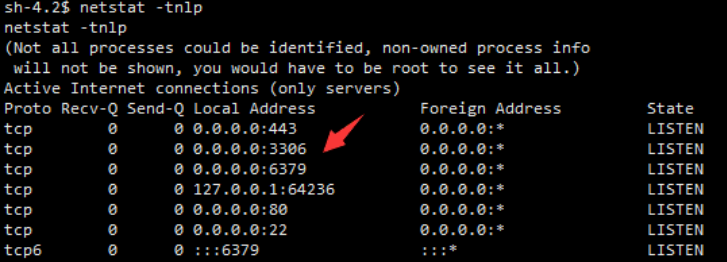 sh-4.2$ netstat -tnlp
netstat -tnlp
(Not all processes could be identified, non-owned process info
 will not be shown, you would have to be root to see it all.)
Active Internet connections (only servers)
Proto Recv-Q Send-Q Local Address           Foreign Address         State
tcp        0      0 0.0.0.0:443             0.0.0.0:*               LISTEN
tcp        0      0 0.0.0.0:3306            0.0.0.0:*               LISTEN
tcp        0      0 0.0.0.0:6379            0.0.0.0:*               LISTEN
tcp        0      0 127.0.0.1:64236         0.0.0.0:*               LISTEN
tcp        0      0 0.0.0.0:80              0.0.0.0:*               LISTEN
tcp        0      0 0.0.0.0:22              0.0.0.0:*               LISTEN
tcp6       0      0 :::6379                 :::*                    LISTEN